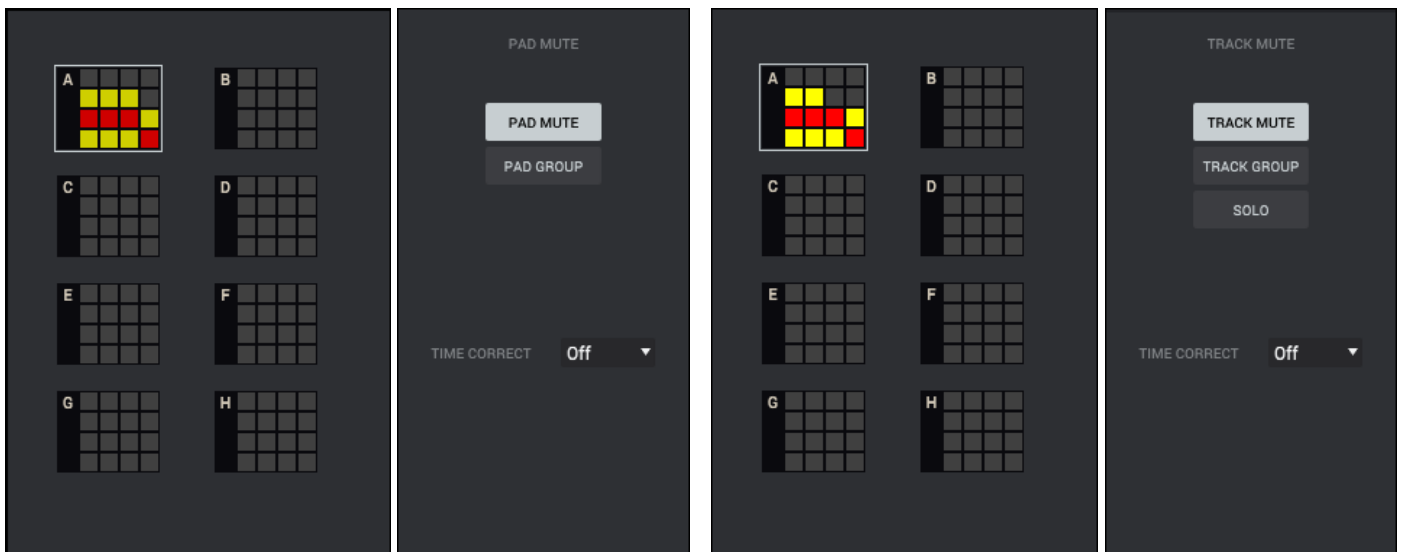 PAD MUTE
A
B
PAD MUTE
PAD GROUP
C
D
E
F
TIME CORRECT Off
G
H
TRACK MUTE
A
B
TRACK MUTE
TRACK GROUP
C
D
SOLO
E
F
TIME CORRECT Off
G
H